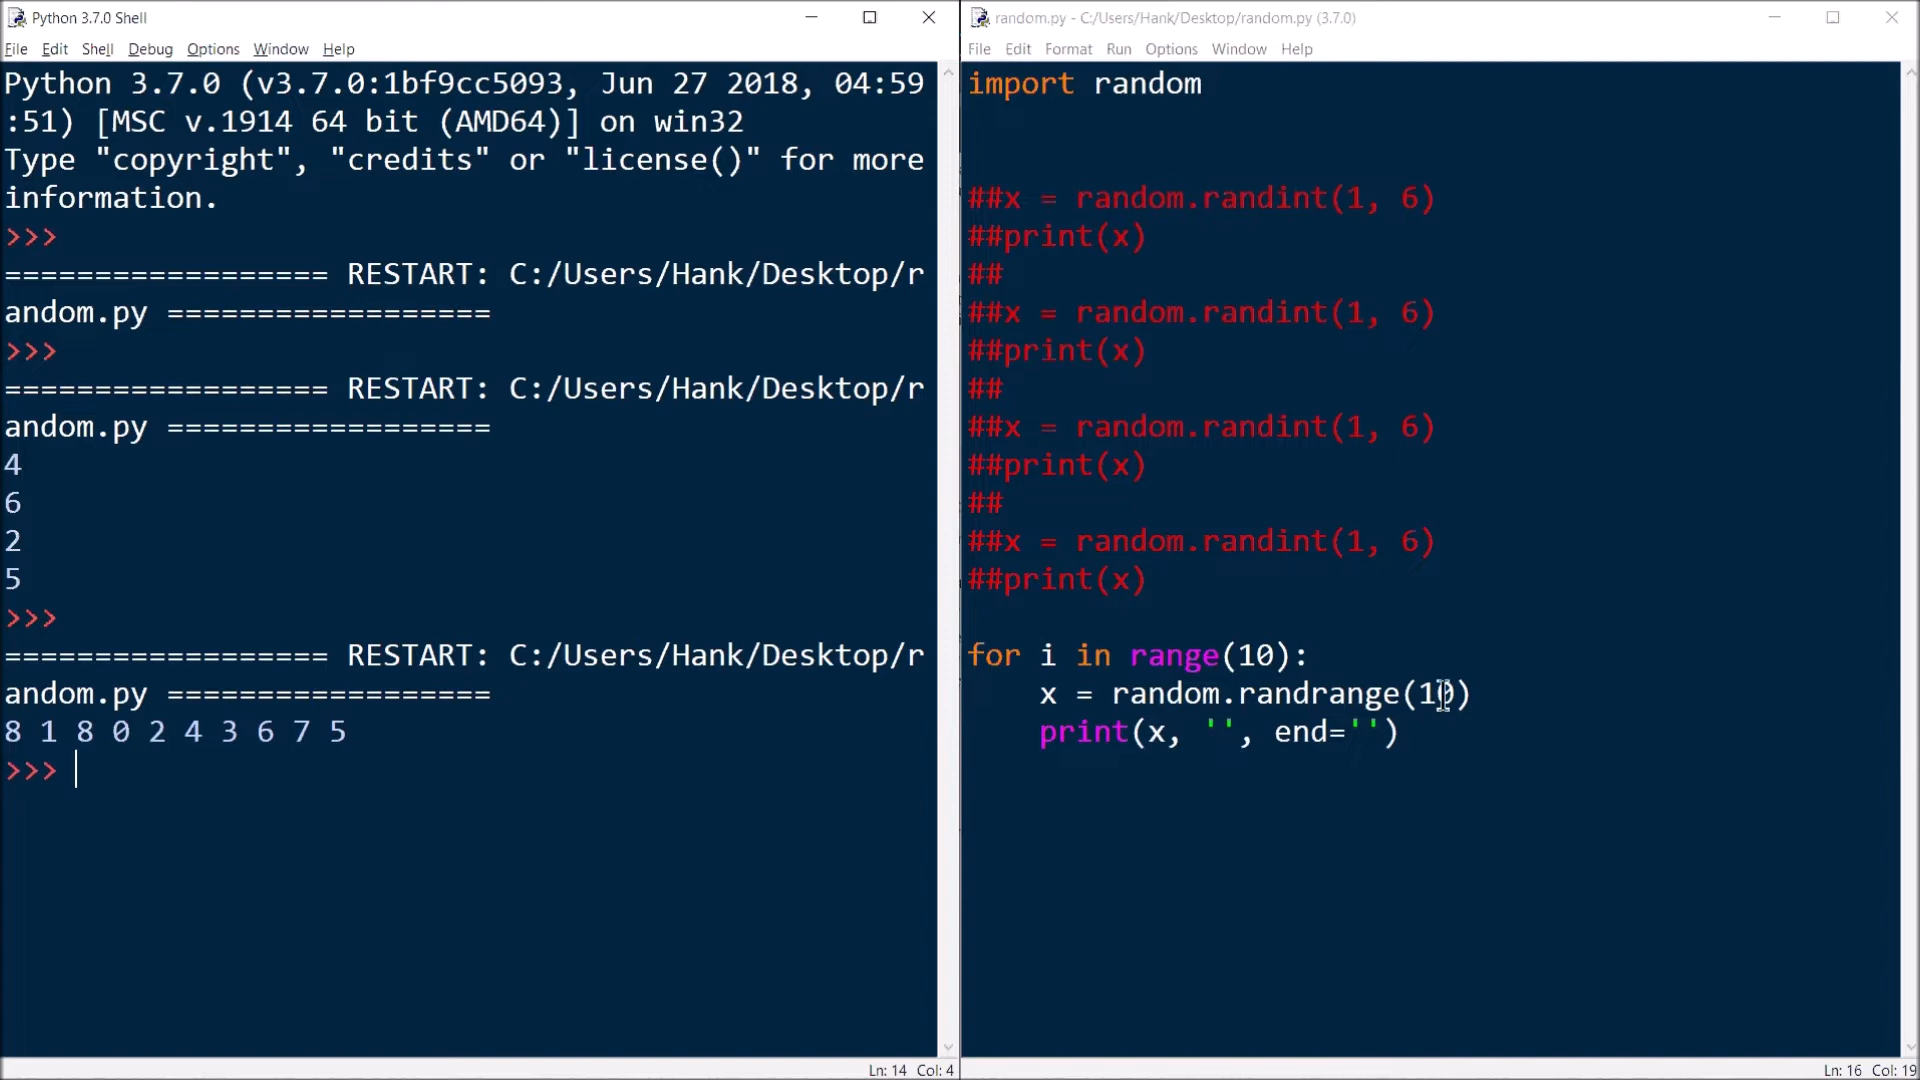 Python 3.7.0 Shell
File Edit Shell Debug Options Window Help
Python 3.7.0 (v3.7.0:1bf9cc5093, Jun 27 2018, 04:59
:51) [MSC v.1914 64 bit (AMD64)] on win32
Type "copyright", "credits" or "license()" for more
information.
>>>
================== RESTART: C:/Users/Hank/Desktop/r
andom.py ==================
>>>
================== RESTART: C:/Users/Hank/Desktop/r
andom.py ==================
4
6
2
5
>>>
================== RESTART: C:/Users/Hank/Desktop/r
andom.py ==================
8 1 8 0 2 4 3 6 7 5
>>>
Ln: 14 Col: 4
random.py - C:/Users/Hank/Desktop/random.py (3.7.0)
File Edit Format Run Options Window Help
import random
##x = random.randint(1, 6)
##print(x)
##
##x = random.randint(1, 6)
##print(x)
##
##x = random.randint(1, 6)
##print(x)
##
##x = random.randint(1, 6)
##print(x)
for i in range(10):
    x = random.randrange(10)
    print(x, '', end='')
Ln: 16 Col: 19